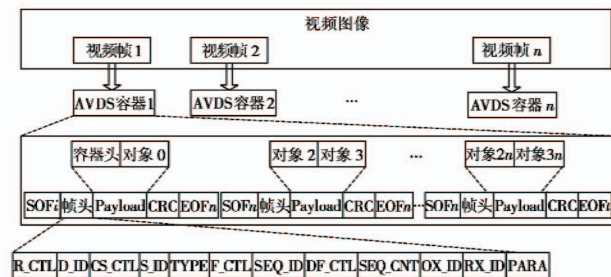 视频图像
视频帧1 视频帧2 视频帧n
AVDS容器1 AVDS容器2 … AVDS容器n
容器头 对象0 对象2 对象3 … 对象2n 对象3n
SOFi 帧头 Payload CRC EOFn SOFn 帧头 Payload CRC EOFn … SOFn 帧头 Payload CRC EOFt
R_CTL D_ID CS_CTL S_ID TYPE F_CTL SEQ_ID DF_CTL SEQ_CNT OX_ID RX_ID PARA